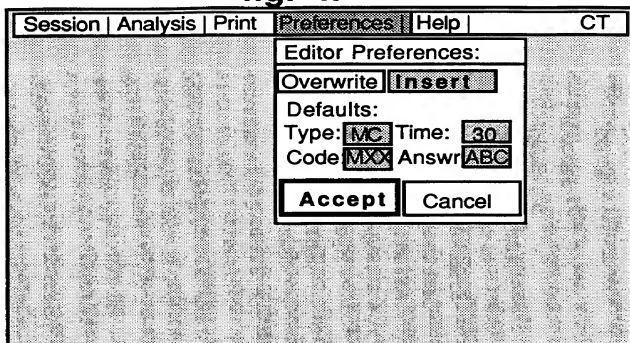 Session | Analysis | Print Preferences | Help | CT
Editor Preferences:
Overwrite Insert
Defaults:
Type: MC Time: 30
Code MXX Answr ABC
Accept Cancel